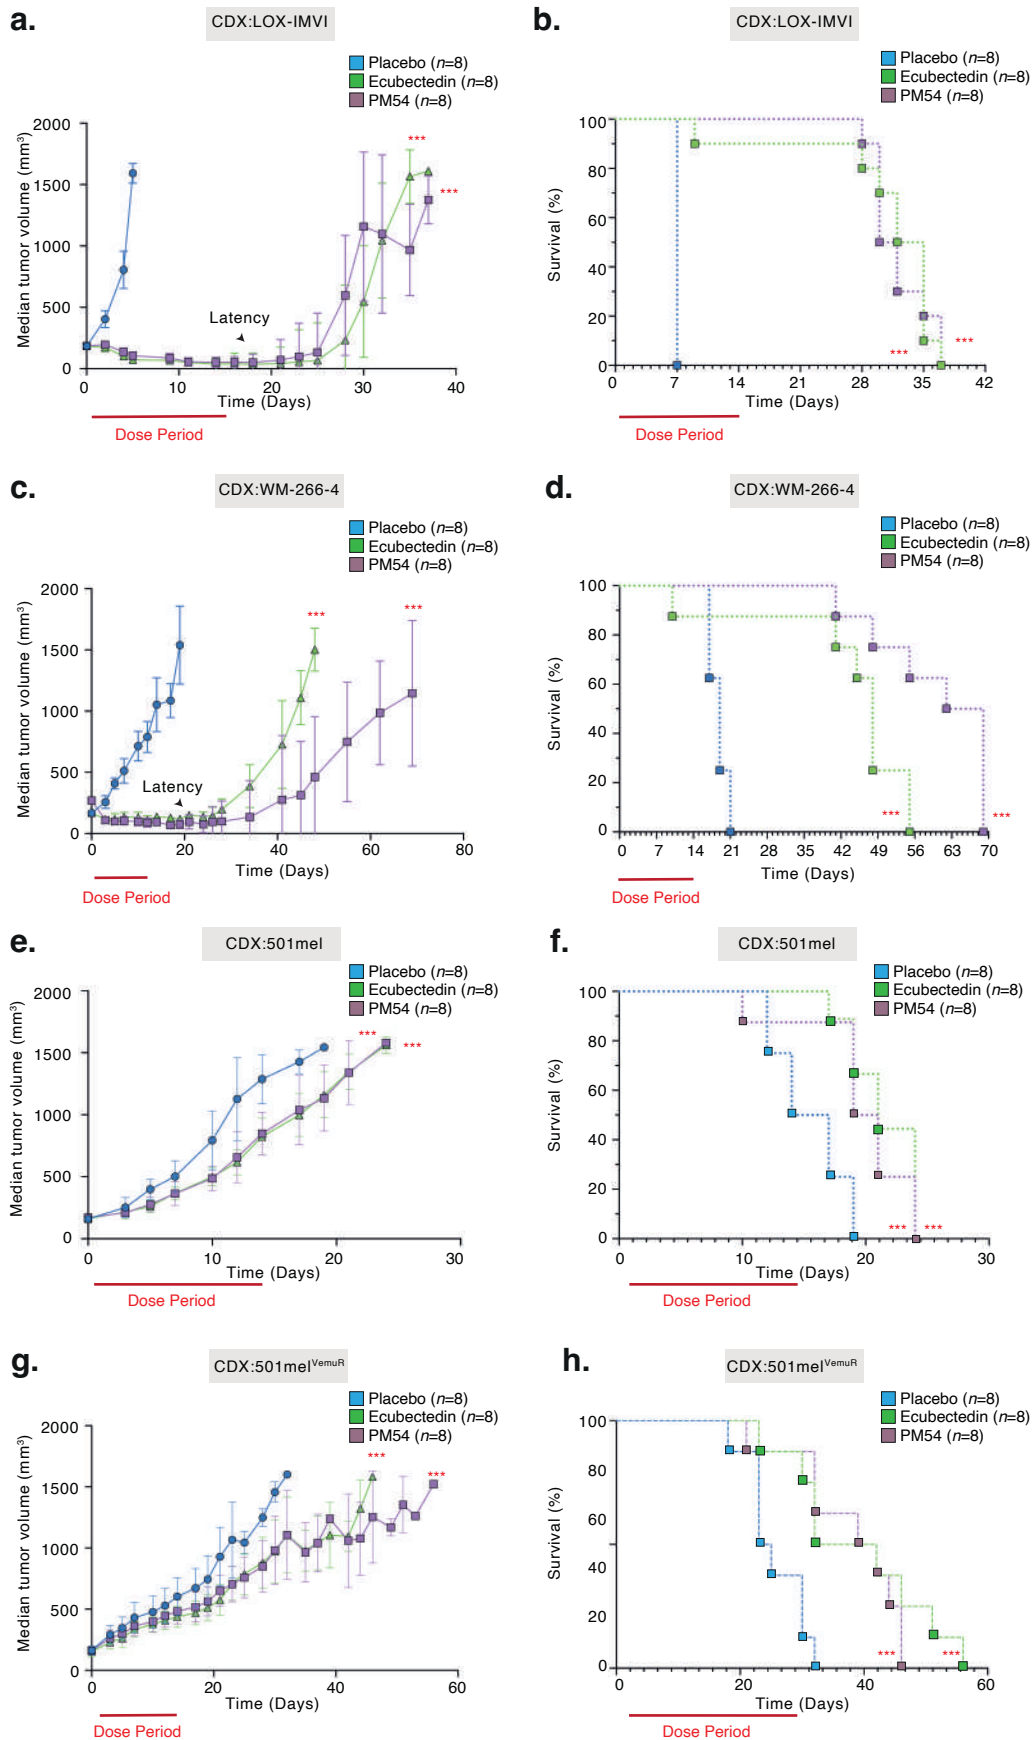 a.
CDX:LOX-IMVI
Placebo (n=8)
Ecubectedin (n=8)
PM54 (n=8)
Median tumor volume (mm³)
2000
1500
1000
500
0
***
***
Latency
0 10 20 30 40
Time (Days)
Dose Period
b.
CDX:LOX-IMVI
Placebo (n=8)
Ecubectedin (n=8)
PM54 (n=8)
Survival (%)
100
80
60
40
20
0
***
***
0 7 14 21 28 35 42
Time (Days)
Dose Period
c.
CDX:WM-266-4
Placebo (n=8)
Ecubectedin (n=8)
PM54 (n=8)
Median tumor volume (mm³)
2000
1500
1000
500
0
***
***
Latency
0 20 40 60 80
Time (Days)
Dose Period
d.
CDX:WM-266-4
Placebo (n=8)
Ecubectedin (n=8)
PM54 (n=8)
Survival (%)
100
80
60
40
20
0
***
***
0 7 14 21 28 35 42 49 56 63 70
Time (Days)
Dose Period
e.
CDX:501mel
Placebo (n=8)
Ecubectedin (n=8)
PM54 (n=8)
Median tumor volume (mm³)
2000
1500
1000
500
0
***
***
0 10 20 30
Time (Days)
Dose Period
f.
CDX:501mel
Placebo (n=8)
Ecubectedin (n=8)
PM54 (n=8)
Survival (%)
100
80
60
40
20
0
*** ***
0 10 20 30
Time (Days)
Dose Period
g.
CDX:501melVemuR
Placebo (n=8)
Ecubectedin (n=8)
PM54 (n=8)
Median tumor volume (mm³)
2000
1500
1000
500
0
***
***
0 20 40 60
Time (Days)
Dose Period
h.
CDX:501melVemuR
Placebo (n=8)
Ecubectedin (n=8)
PM54 (n=8)
Survival (%)
100
80
60
40
20
0
*** ***
0 20 40 60
Time (Days)
Dose Period